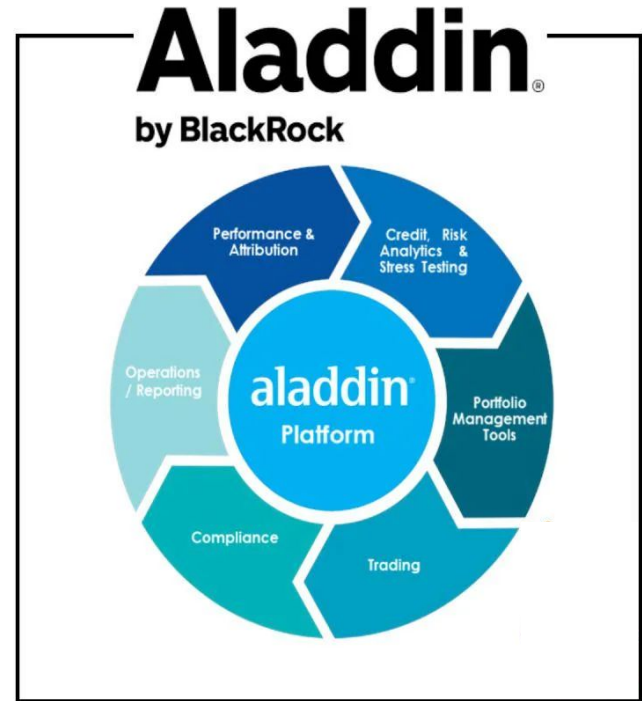 Aladdin®
by BlackRock
Performance &
Attribution
Credit, Risk
Analytics &
Stress Testing
Operations
/ Reporting
aladdin®
Platform
Portfolio
Management
Tools
Compliance
Trading